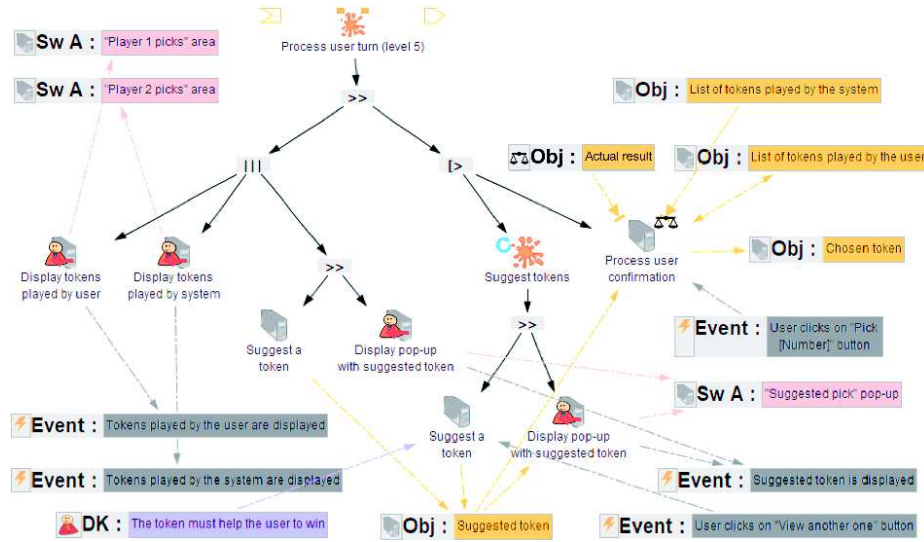 Process user turn (level 5)
Sw A : "Player 1 picks" area
Sw A : "Player 2 picks" area
>>
Obj : List of tokens played by the system
||| 
[>
Obj : Actual result
Obj : List of tokens played by the user
Display tokens
played by user
Display tokens
played by system
>>
Suggest tokens
Process user
confirmation
Obj : Chosen token
Suggest a
token
Display pop-up
with suggested token
>>
Event : User clicks on "Pick
[Number]" button
Sw A : "Suggested pick" pop-up
Event : Tokens played by the user are displayed
Suggest a
token
Display pop-up
with suggested token
Event : Tokens played by the system are displayed
Event : Suggested token is displayed
DK : The token must help the user to win
Obj : Suggested token
Event : User clicks on "View another one" button